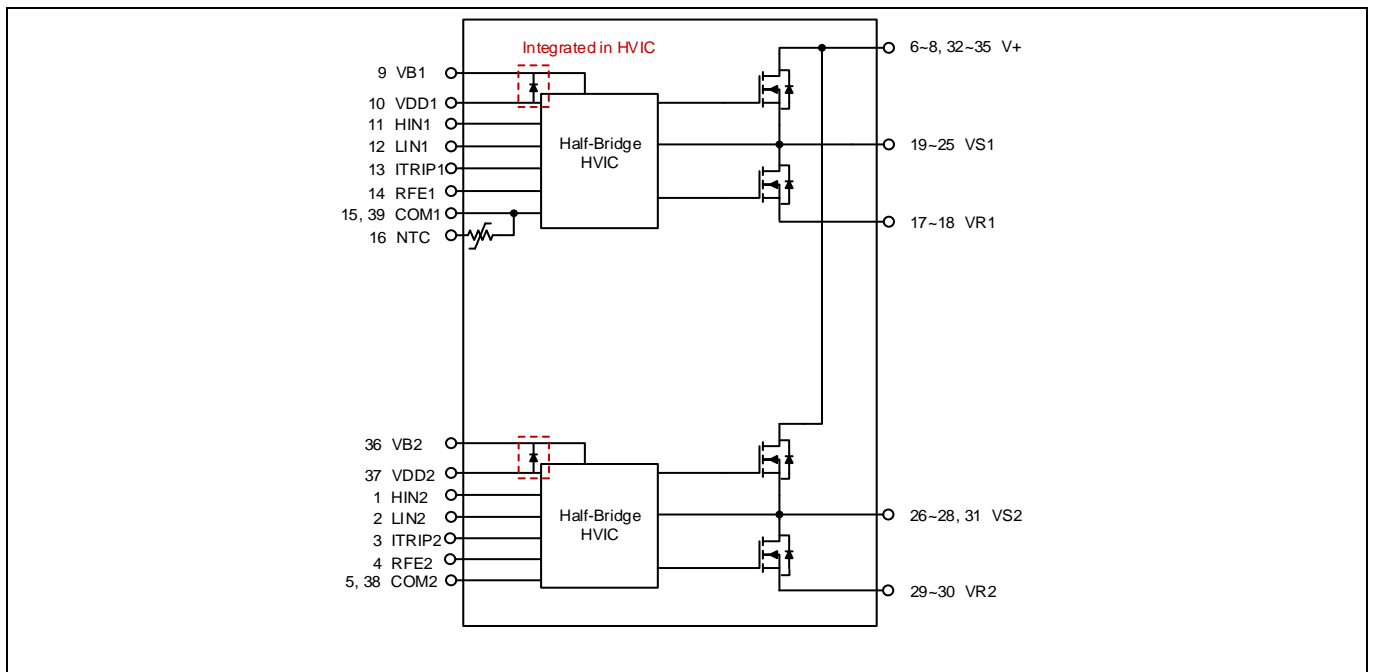 Integrated in HVIC
6~8, 32~35 V+
9 VB1
10 VDD1
11 HIN1
12 LIN1
13 ITRIP1
14 RFE1
15, 39 COM1
16 NTC
Half-Bridge
HVIC
19~25 VS1
17~18 VR1
36 VB2
37 VDD2
1 HIN2
2 LIN2
3 ITRIP2
4 RFE2
5, 38 COM2
Half-Bridge
HVIC
26~28, 31 VS2
29~30 VR2